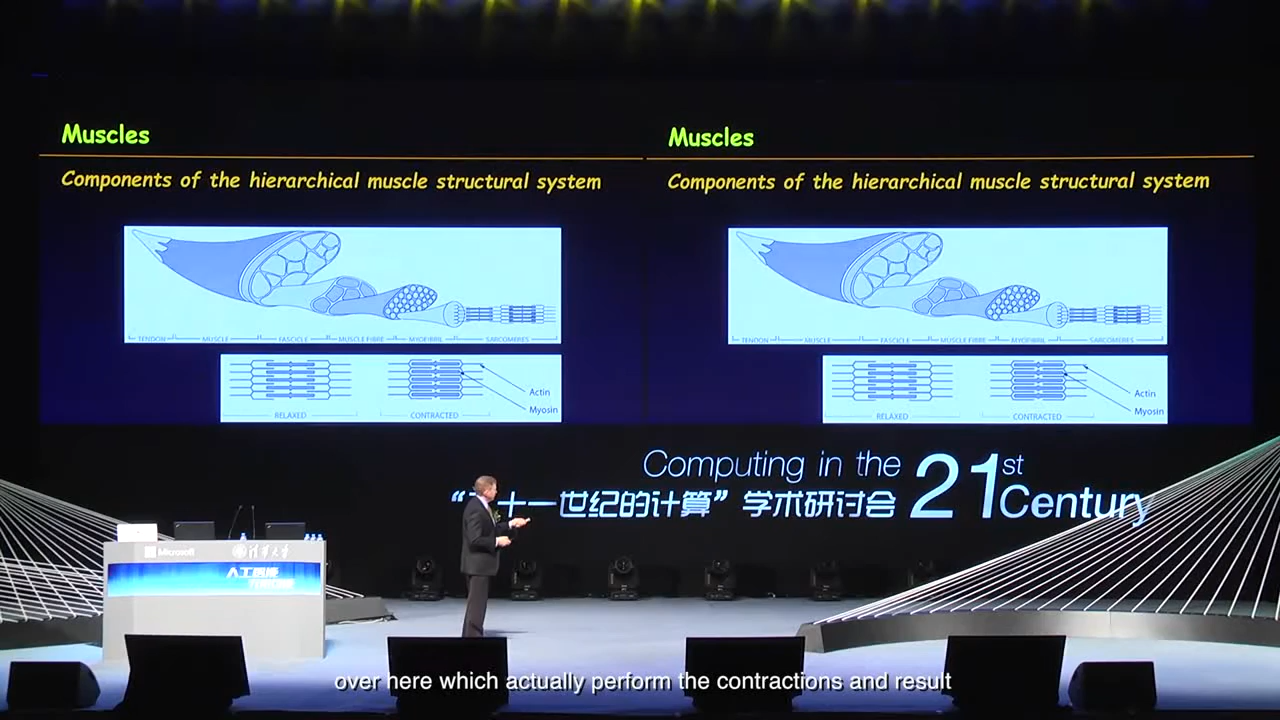 Muscles
Components of the hierarchical muscle structural system
TENDON MUSCLE FASCICLE MUSCLE FIBRE MYOFIBRIL SARCOMERES
Actin
Myosin
RELAXED CONTRACTED
Muscles
Components of the hierarchical muscle structural system
TENDON MUSCLE FASCICLE MUSCLE FIBRE MYOFIBRIL SARCOMERES
Actin
Myosin
RELAXED CONTRACTED
Computing in the 21st Century
十一世纪的计算” 学术研讨会
Microsoft 清华大学
人工智能
over here which actually perform the contractions and result